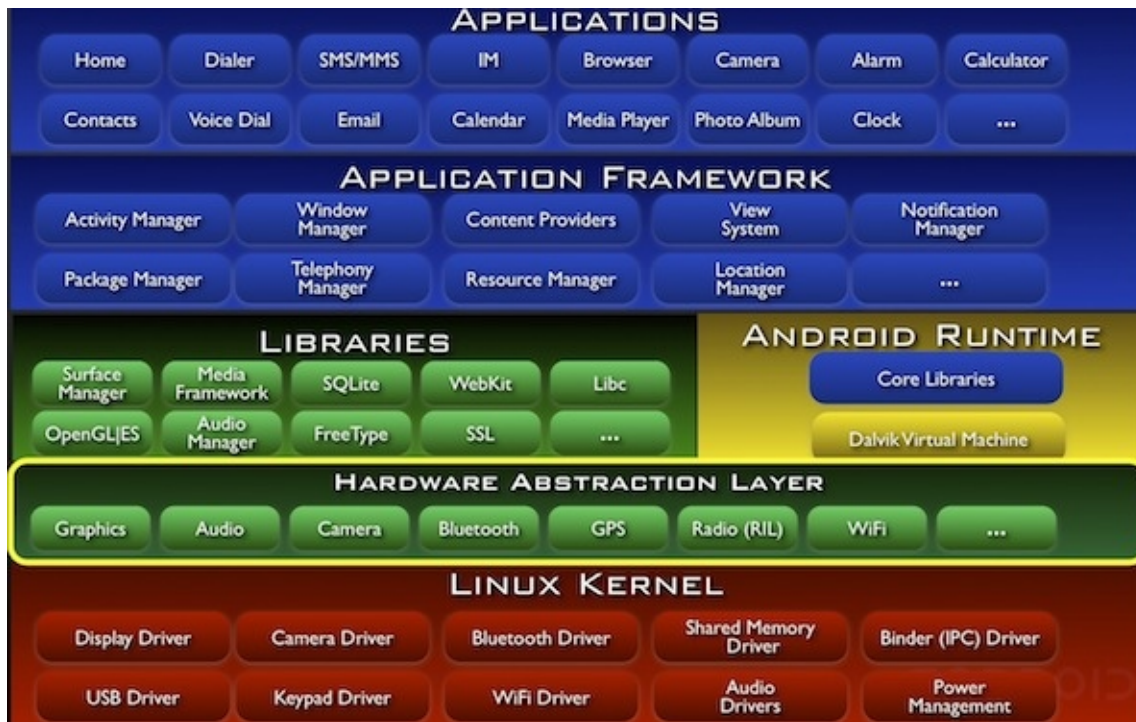 APPLICATIONS
Home Dialer SMS/MMS IM Browser Camera Alarm Calculator
Contacts Voice Dial Email Calendar Media Player Photo Album Clock ...
APPLICATION FRAMEWORK
Activity Manager Window Manager Content Providers View System Notification Manager
Package Manager Telephony Manager Resource Manager Location Manager ...
LIBRARIES
Surface Manager Media Framework SQLite WebKit Libc
OpenGL|ES Audio Manager FreeType SSL ...
ANDROID RUNTIME
Core Libraries
Dalvik Virtual Machine
HARDWARE ABSTRACTION LAYER
Graphics Audio Camera Bluetooth GPS Radio (RIL) WiFi ...
LINUX KERNEL
Display Driver Camera Driver Bluetooth Driver Shared Memory Driver Binder (IPC) Driver
USB Driver Keypad Driver WiFi Driver Audio Drivers Power Management